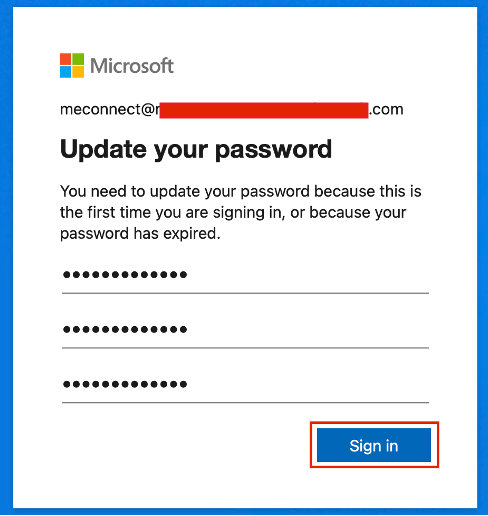 Microsoft
meconnect@r .com
Update your password
You need to update your password because this is
the first time you are signing in, or because your
password has expired.
•••••••••••••
•••••••••••••
•••••••••••••
Sign in